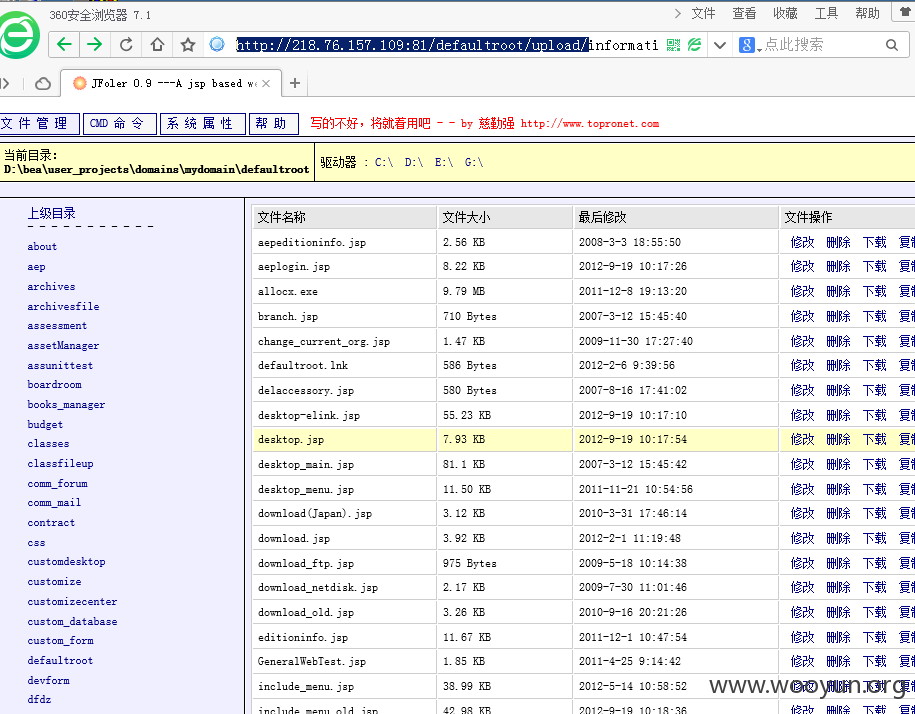 360安全浏览器 7.1
文件 查看 收藏 工具 帮助
http://218.76.157.109:81/defaultroot/upload/informati
点此搜索
JFoler 0.9 ---A jsp based we
文件管理 CMD命令 系统属性 帮助 写的不好，将就着用吧 - - by 慈勤强 http://www.topronet.com
当前目录:
D:\bea\user_projects\domains\mydomain\defaultroot
驱动器 : C:\ D:\ E:\ G:\
上级目录
- - - - - - - - - - -
about
aep
archives
archivesfile
assessment
assetManager
assunittest
boardroom
books_manager
budget
classes
classfileup
comm_forum
comm_mail
contract
css
customdesktop
customize
customizecenter
custom_database
custom_form
defaultroot
devform
dfdz
文件名称 文件大小 最后修改 文件操作
aepeditioninfo.jsp 2.56 KB 2008-3-3 18:55:50 修改 删除 下载 复制
aeplogin.jsp 8.22 KB 2012-9-19 10:17:26 修改 删除 下载 复制
allocx.exe 9.79 MB 2011-12-8 19:13:20 修改 删除 下载 复制
branch.jsp 710 Bytes 2007-3-12 15:45:40 修改 删除 下载 复制
change_current_org.jsp 1.47 KB 2009-11-30 17:27:40 修改 删除 下载 复制
defaultroot.lnk 586 Bytes 2012-2-6 9:39:56 修改 删除 下载 复制
delaccessory.jsp 580 Bytes 2007-8-16 17:41:02 修改 删除 下载 复制
desktop-elink.jsp 55.23 KB 2012-9-19 10:17:10 修改 删除 下载 复制
desktop.jsp 7.93 KB 2012-9-19 10:17:54 修改 删除 下载 复制
desktop_main.jsp 81.1 KB 2007-3-12 15:45:42 修改 删除 下载 复制
desktop_menu.jsp 11.50 KB 2011-11-21 10:54:56 修改 删除 下载 复制
download(Japan).jsp 3.12 KB 2010-3-31 17:46:14 修改 删除 下载 复制
download.jsp 3.92 KB 2012-2-1 11:19:48 修改 删除 下载 复制
download_ftp.jsp 975 Bytes 2009-5-18 10:14:38 修改 删除 下载 复制
download_netdisk.jsp 2.17 KB 2009-7-30 11:01:46 修改 删除 下载 复制
download_old.jsp 3.26 KB 2010-9-16 20:21:26 修改 删除 下载 复制
editioninfo.jsp 11.67 KB 2011-12-1 10:47:54 修改 删除 下载 复制
GeneralWebTest.jsp 1.85 KB 2011-4-25 9:14:42 修改 删除 下载 复制
include_menu.jsp 38.99 KB 2012-5-14 10:58:52 修改 删除 下载 复制
include_menu_old.jsp 42.98 KB 2012-9-19 10:18:36 修改 删除 下载 复制
www.wooyun.org